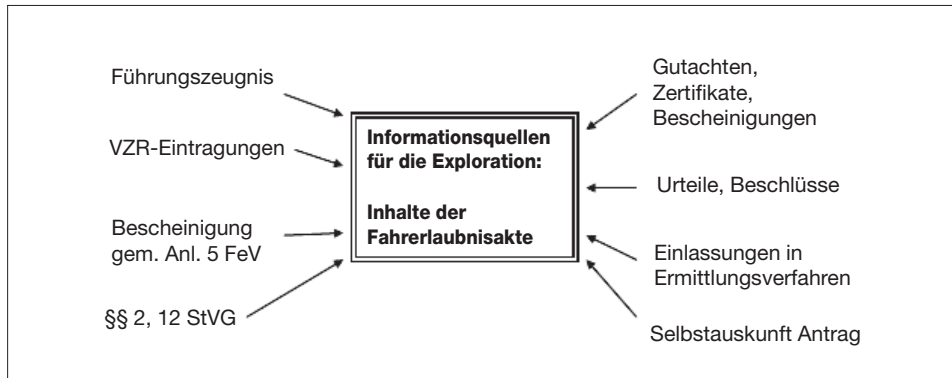 Führungszeugnis
VZR-Eintragungen
Bescheinigung
gem. Anl. 5 FeV
§§ 2, 12 StVG
Informationsquellen
für die Exploration:
Inhalte der
Fahrerlaubnisakte
Gutachten,
Zertifikate,
Bescheinigungen
Urteile, Beschlüsse
Einlassungen in
Ermittlungsverfahren
Selbstauskunft Antrag